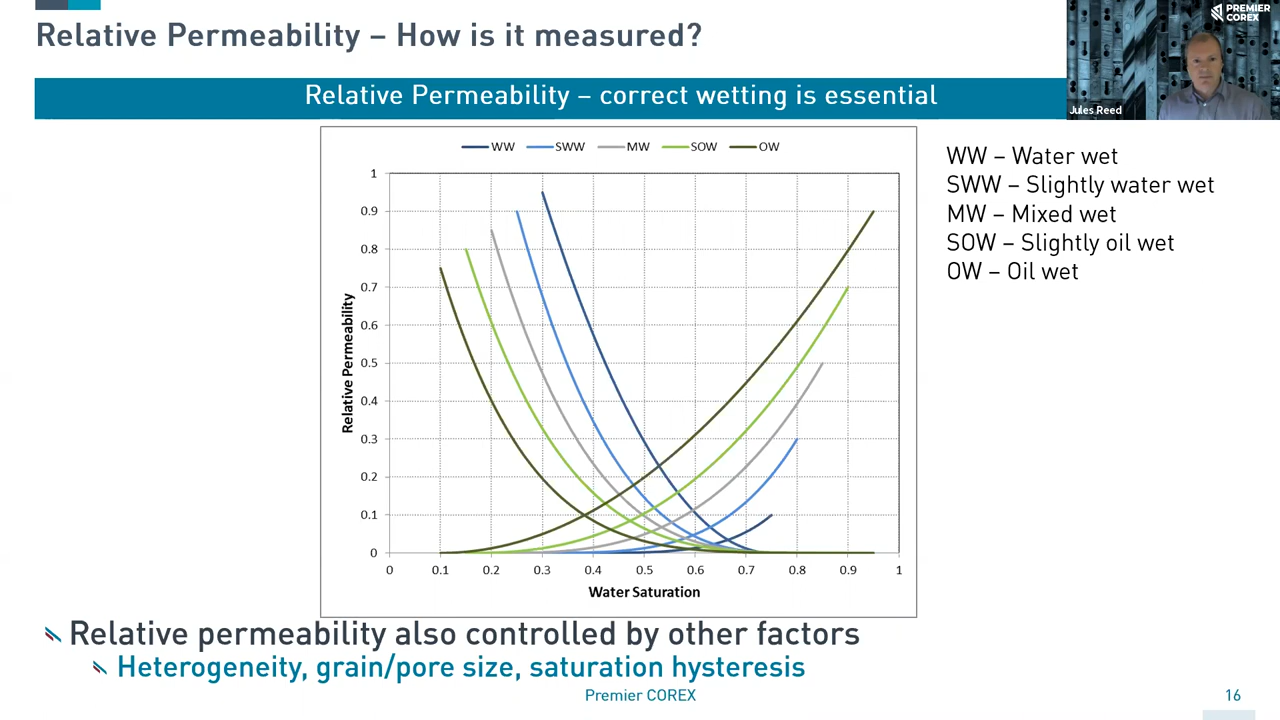 Relative Permeability – How is it measured?
PREMIER
COREX
Jules Reed
Relative Permeability – correct wetting is essential
WW SWW MW SOW OW
1
0.9
0.8
0.7
0.6
0.5
0.4
0.3
0.2
0.1
0
Relative Permeability
0 0.1 0.2 0.3 0.4 0.5 0.6 0.7 0.8 0.9 1
Water Saturation
WW – Water wet
SWW – Slightly water wet
MW – Mixed wet
SOW – Slightly oil wet
OW – Oil wet
Relative permeability also controlled by other factors
Heterogeneity, grain/pore size, saturation hysteresis
Premier COREX
16